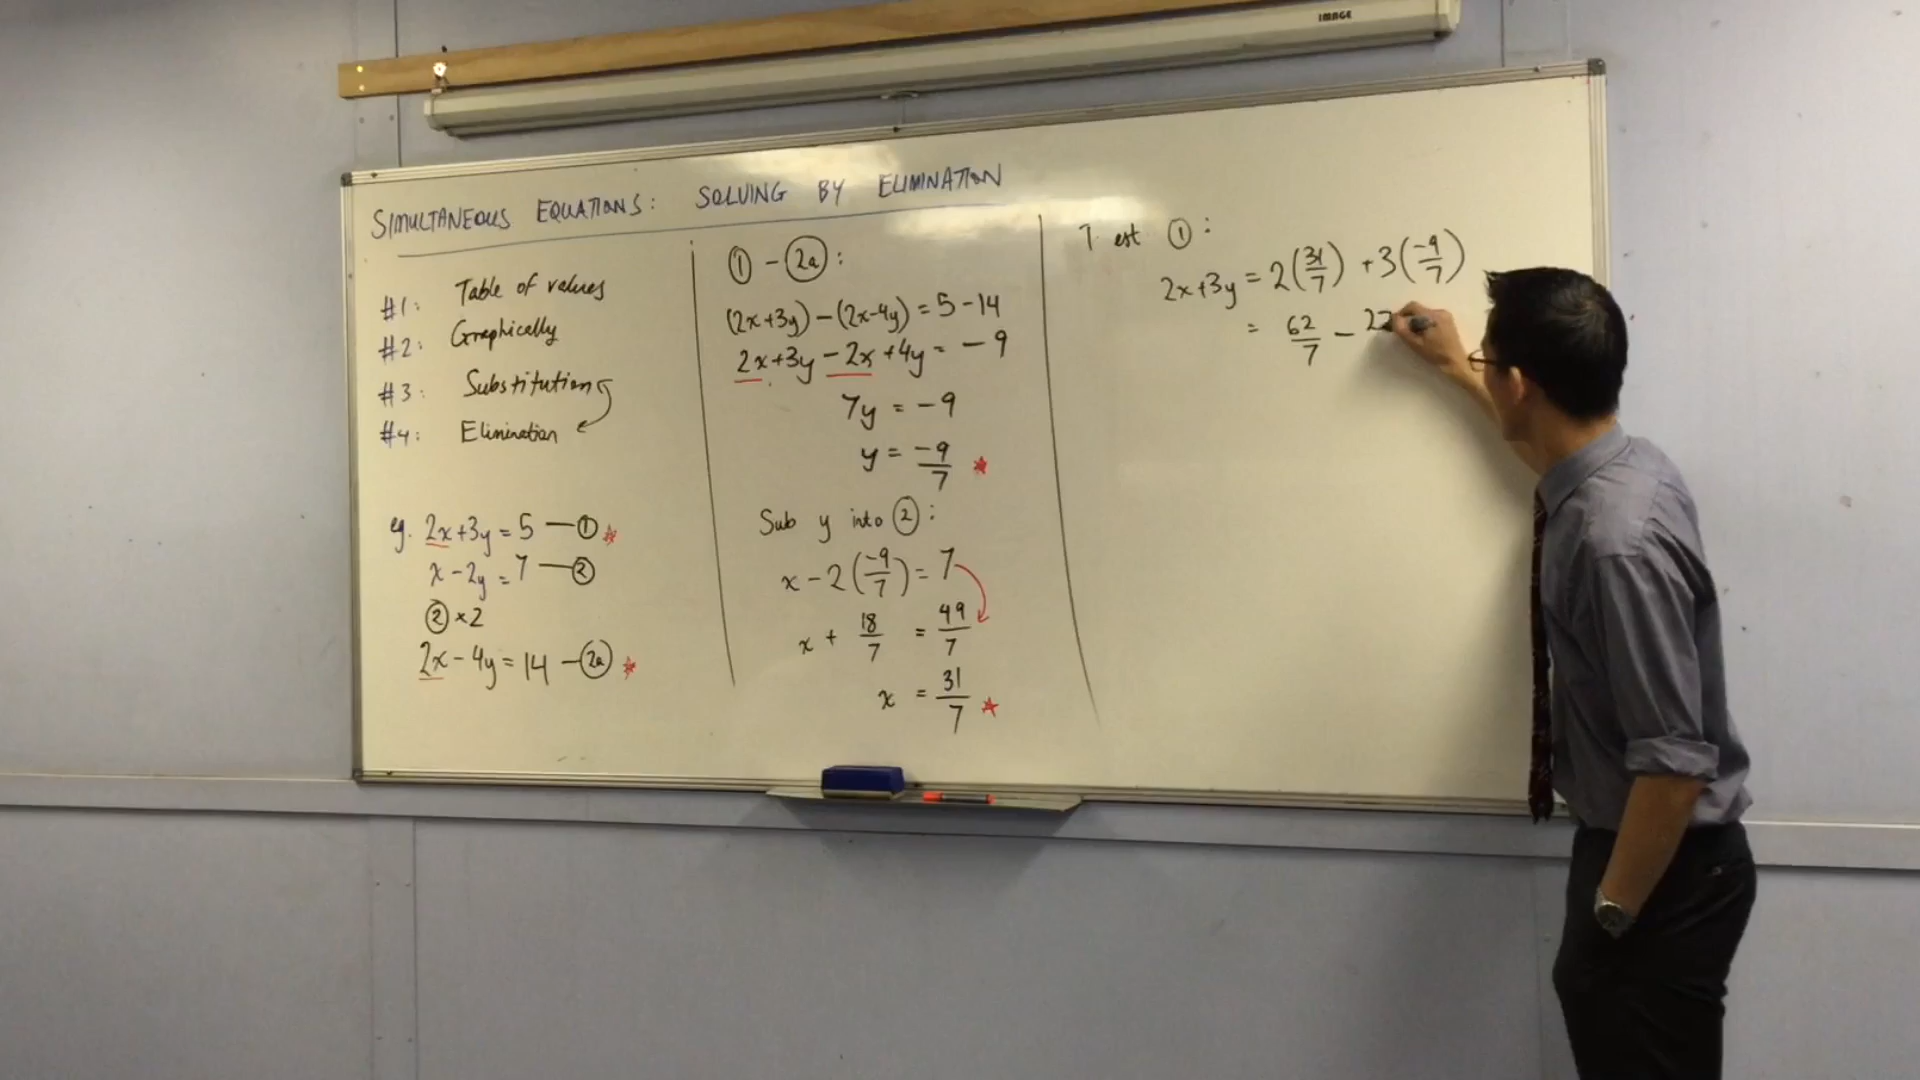 IMAGE
SIMULTANEOUS EQUATIONS: SOLVING BY ELIMINATION
#1: Table of values
#2: Graphically
#3: Substitution
#4: Elimination
eg. 2x+3y=5 —①
x-2y=7 —②
② ×2
2x-4y=14 —(2a)
① - (2a):
(2x+3y)-(2x-4y)=5-14
2x+3y-2x+4y=-9
7y=-9
y=-9/7
Sub y into ②:
x-2(-9/7)=7
x+18/7=49/7
x=31/7
Test ①:
2x+3y=2(31/7)+3(-9/7)
=62/7-